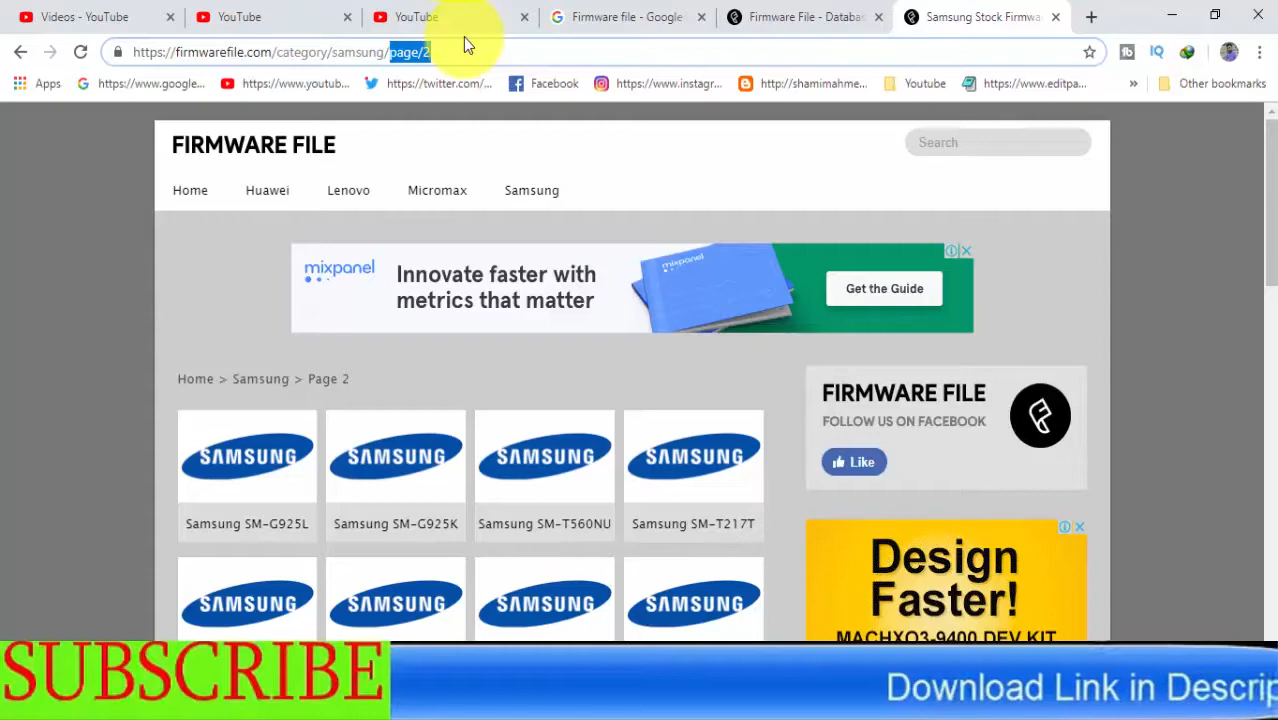 Videos - YouTube
YouTube
YouTube
Firmware file - Google
Firmware File - Databas
Samsung Stock Firmwa
https://firmwarefile.com/category/samsung/page/2
Apps
https://www.google...
https://www.youtub...
https://twitter.com/...
Facebook
https://www.instagr...
http://shamimahme...
Youtube
https://www.editpa...
»
Other bookmarks
FIRMWARE FILE
Search
Home
Huawei
Lenovo
Micromax
Samsung
mixpanel
Innovate faster with
metrics that matter
mixpanel
Get the Guide
Home > Samsung > Page 2
SAMSUNG
SAMSUNG
SAMSUNG
SAMSUNG
Samsung SM-G925L
Samsung SM-G925K
Samsung SM-T560NU
Samsung SM-T217T
SAMSUNG
SAMSUNG
SAMSUNG
SAMSUNG
FIRMWARE FILE
FOLLOW US ON FACEBOOK
Like
Design
Faster!
MACHXO3-9400 DEV KIT
SUBSCRIBE
Download Link in Descrip